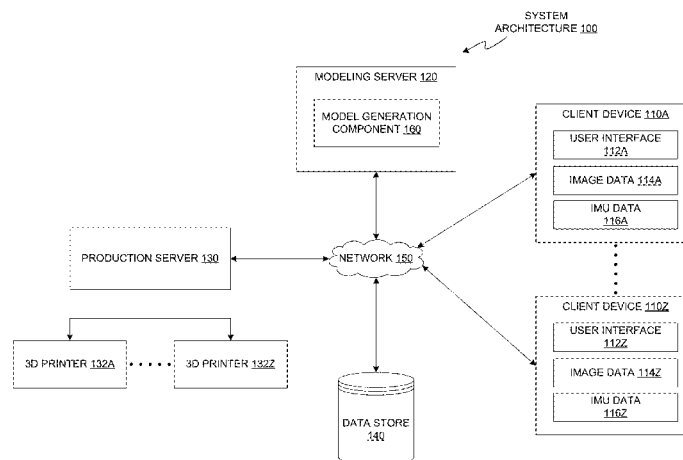 SYSTEM
ARCHITECTURE 100
MODELING SERVER 120
MODEL GENERATION
COMPONENT 160
CLIENT DEVICE 110A
USER INTERFACE
112A
IMAGE DATA 114A
IMU DATA
116A
PRODUCTION SERVER 130
NETWORK 150
CLIENT DEVICE 110Z
USER INTERFACE
112Z
IMAGE DATA 114Z
IMU DATA
116Z
3D PRINTER 132A
3D PRINTER 132Z
DATA STORE
140